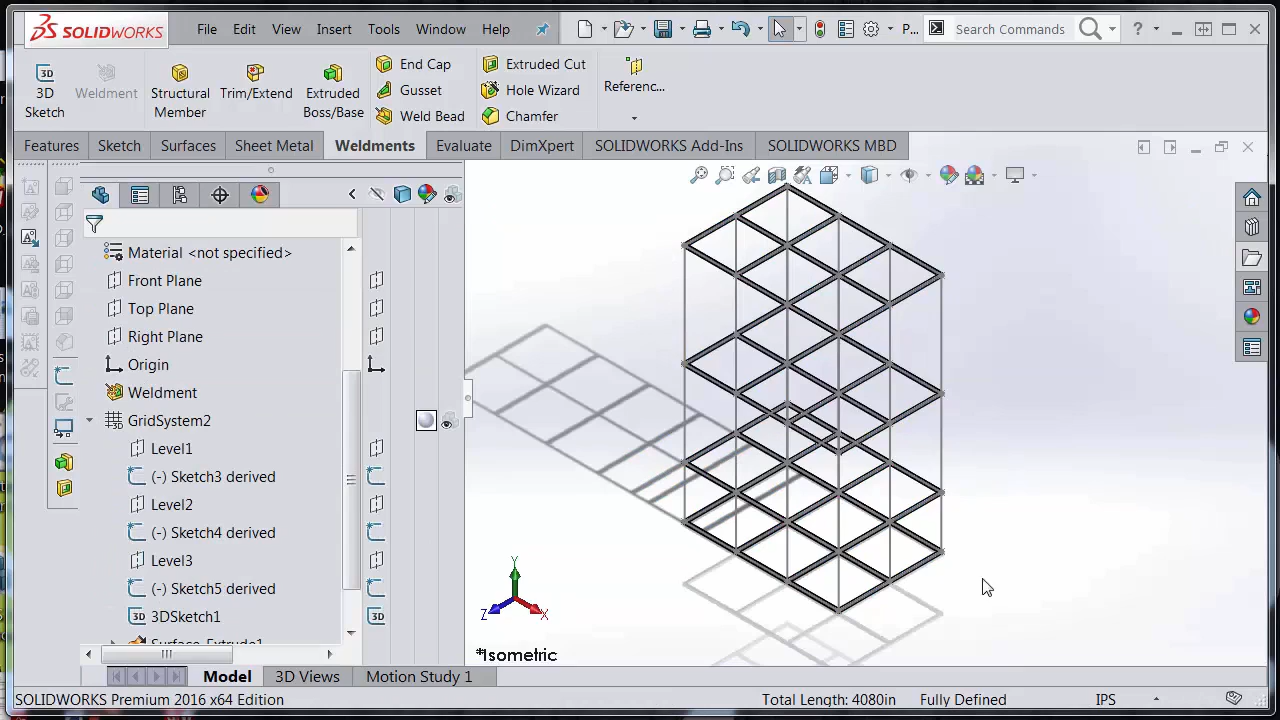 SOLIDWORKS File Edit View Insert Tools Window Help P... Search Commands ?
3D Sketch
Weldment
Structural Member
Trim/Extend
Extruded Boss/Base
End Cap
Gusset
Weld Bead
Extruded Cut
Hole Wizard
Chamfer
Referenc...
Features Sketch Surfaces Sheet Metal Weldments Evaluate DimXpert SOLIDWORKS Add-Ins SOLIDWORKS MBD
Material <not specified>
Front Plane
Top Plane
Right Plane
Origin
Weldment
GridSystem2
Level1
(-) Sketch3 derived
Level2
(-) Sketch4 derived
Level3
(-) Sketch5 derived
3D 3DSketch1 3D
Surface-Extrude1
Y
Z X
*Isometric
Model 3D Views Motion Study 1
SOLIDWORKS Premium 2016 x64 Edition Total Length: 4080in Fully Defined IPS